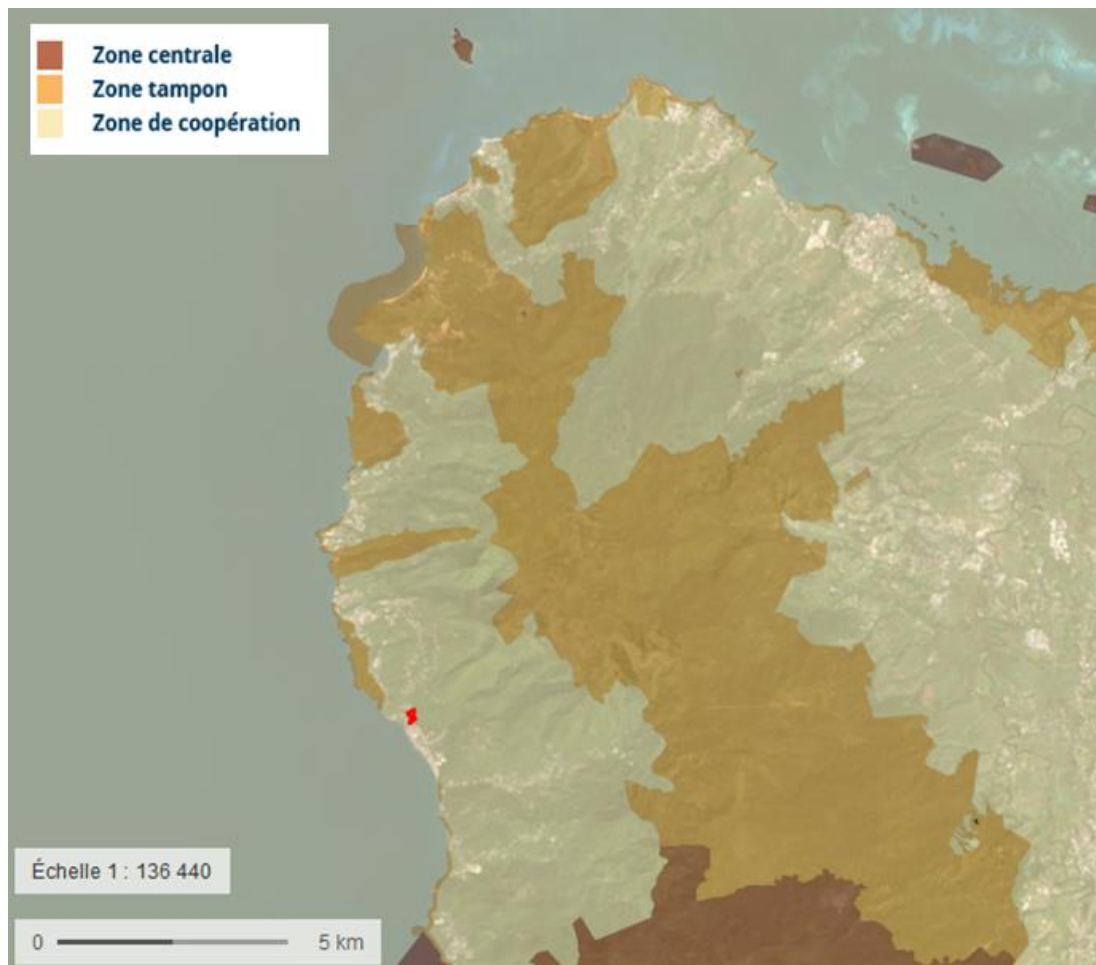 Zone centrale
Zone tampon
Zone de coopération
Échelle 1 : 136 440
0 5 km